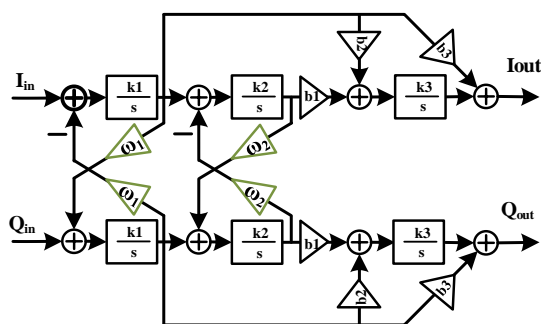 b2
b3
Iin
k1
s
k2
s
b1
k3
s
Iout
−
−
ω1
ω2
ω1
ω2
Qin
k1
s
k2
s
b1
k3
s
Qout
b2
b3